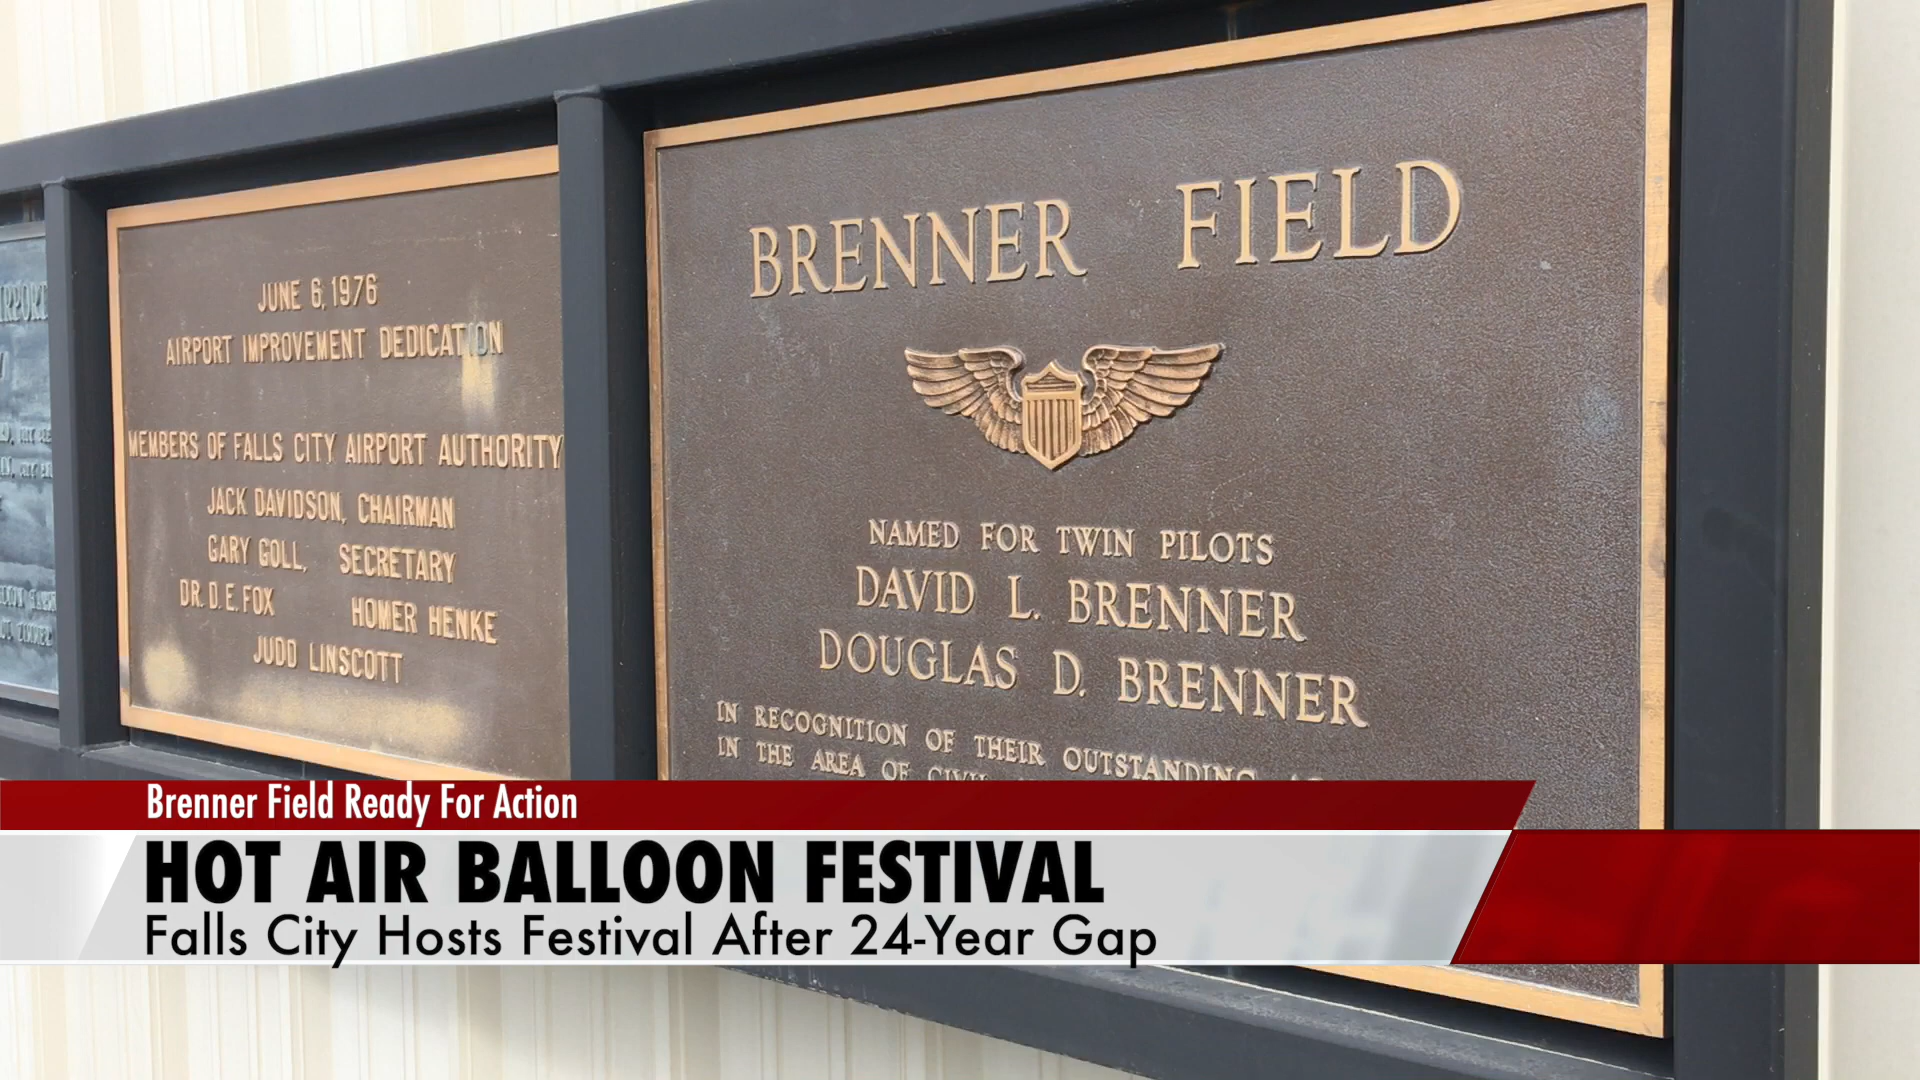 JUNE 6, 1976
AIRPORT IMPROVEMENT DEDICATION
MEMBERS OF FALLS CITY AIRPORT AUTHORITY
JACK DAVIDSON, CHAIRMAN
GARY GOLL, SECRETARY
DR. D. E. FOX HOMER HENKE
JUDD LINSCOTT
BRENNER FIELD
NAMED FOR TWIN PILOTS
DAVID L. BRENNER
DOUGLAS D. BRENNER
IN RECOGNITION OF THEIR OUTSTANDING
IN THE AREA OF
Brenner Field Ready For Action
HOT AIR BALLOON FESTIVAL
Falls City Hosts Festival After 24-Year Gap